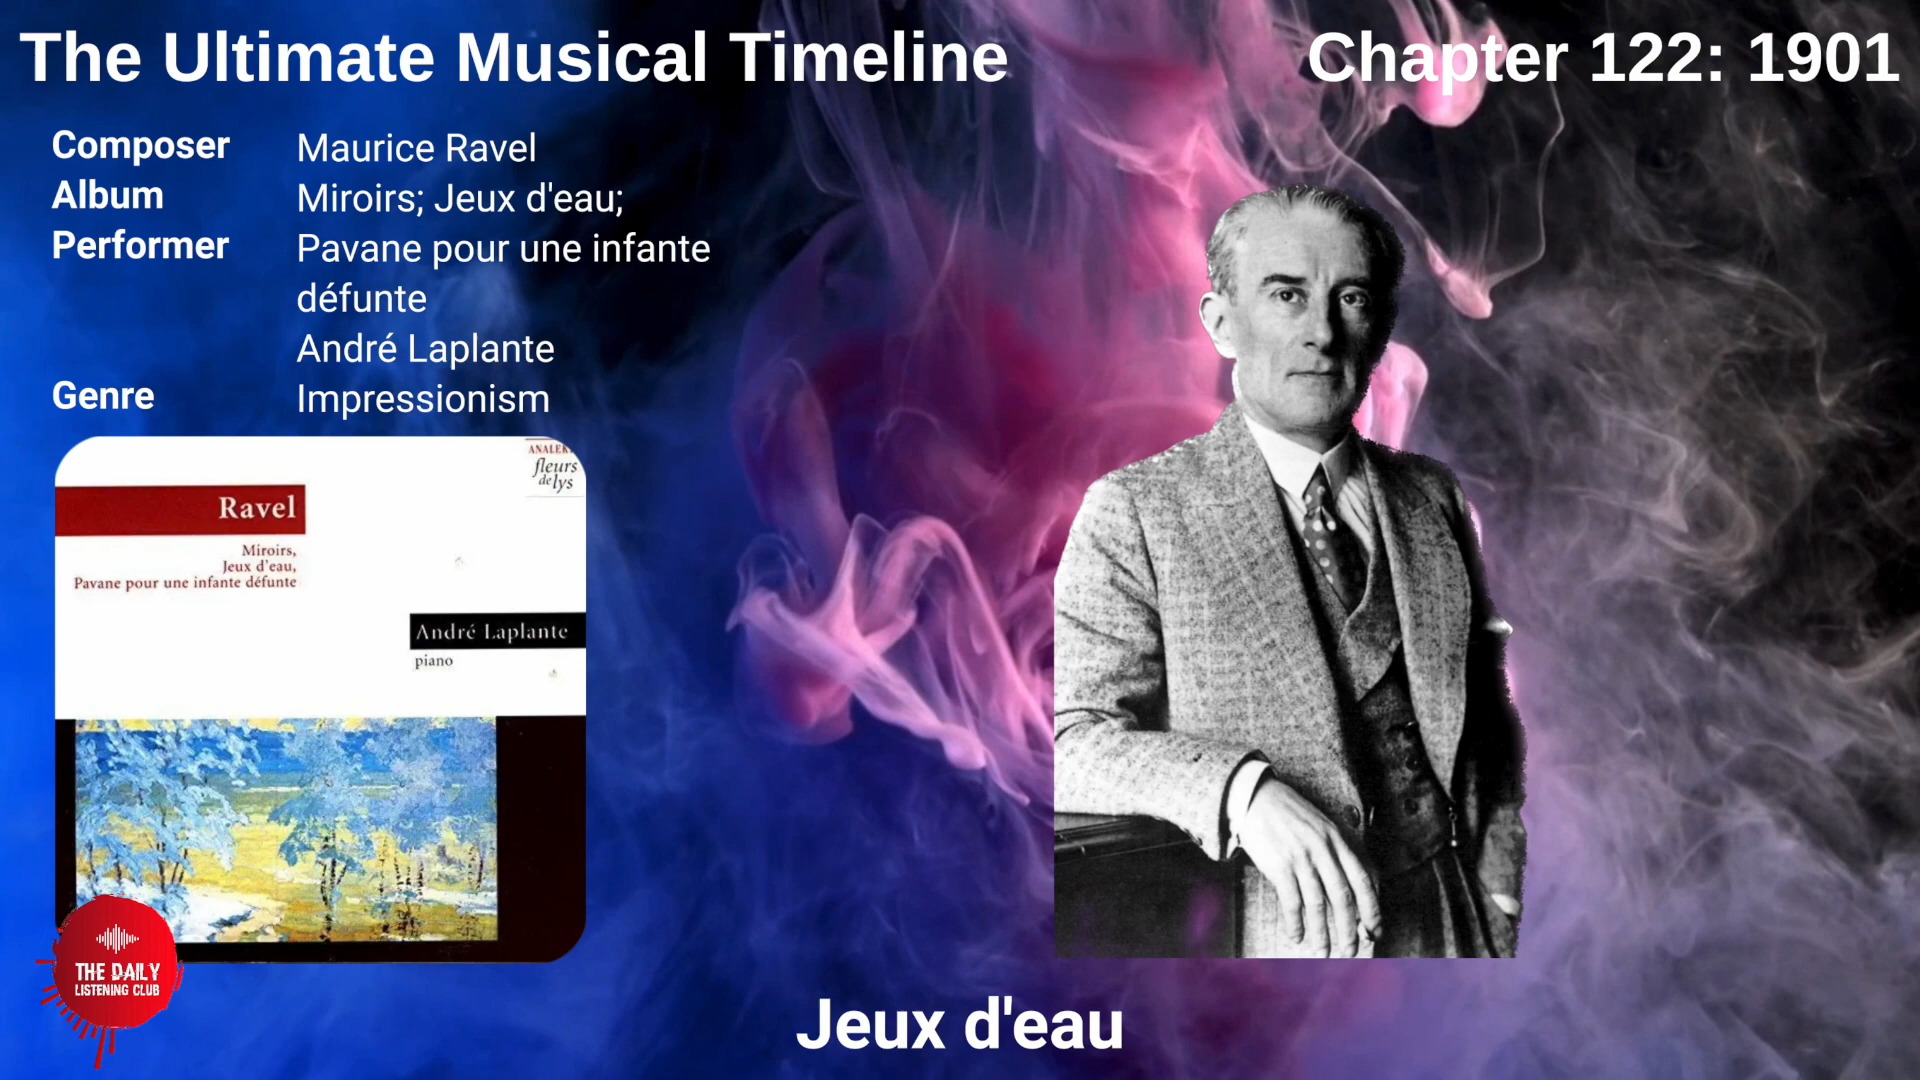 The Ultimate Musical Timeline
Chapter 122: 1901
Composer
Maurice Ravel
Album
Miroirs; Jeux d'eau;
Performer
Pavane pour une infante
défunte
André Laplante
Genre
Impressionism
fleurs
de lys
Ravel
Miroirs,
Jeux d'eau,
Pavane pour une infante défunte
André Laplante
piano
THE DAILY
LISTENING CLUB
Jeux d'eau